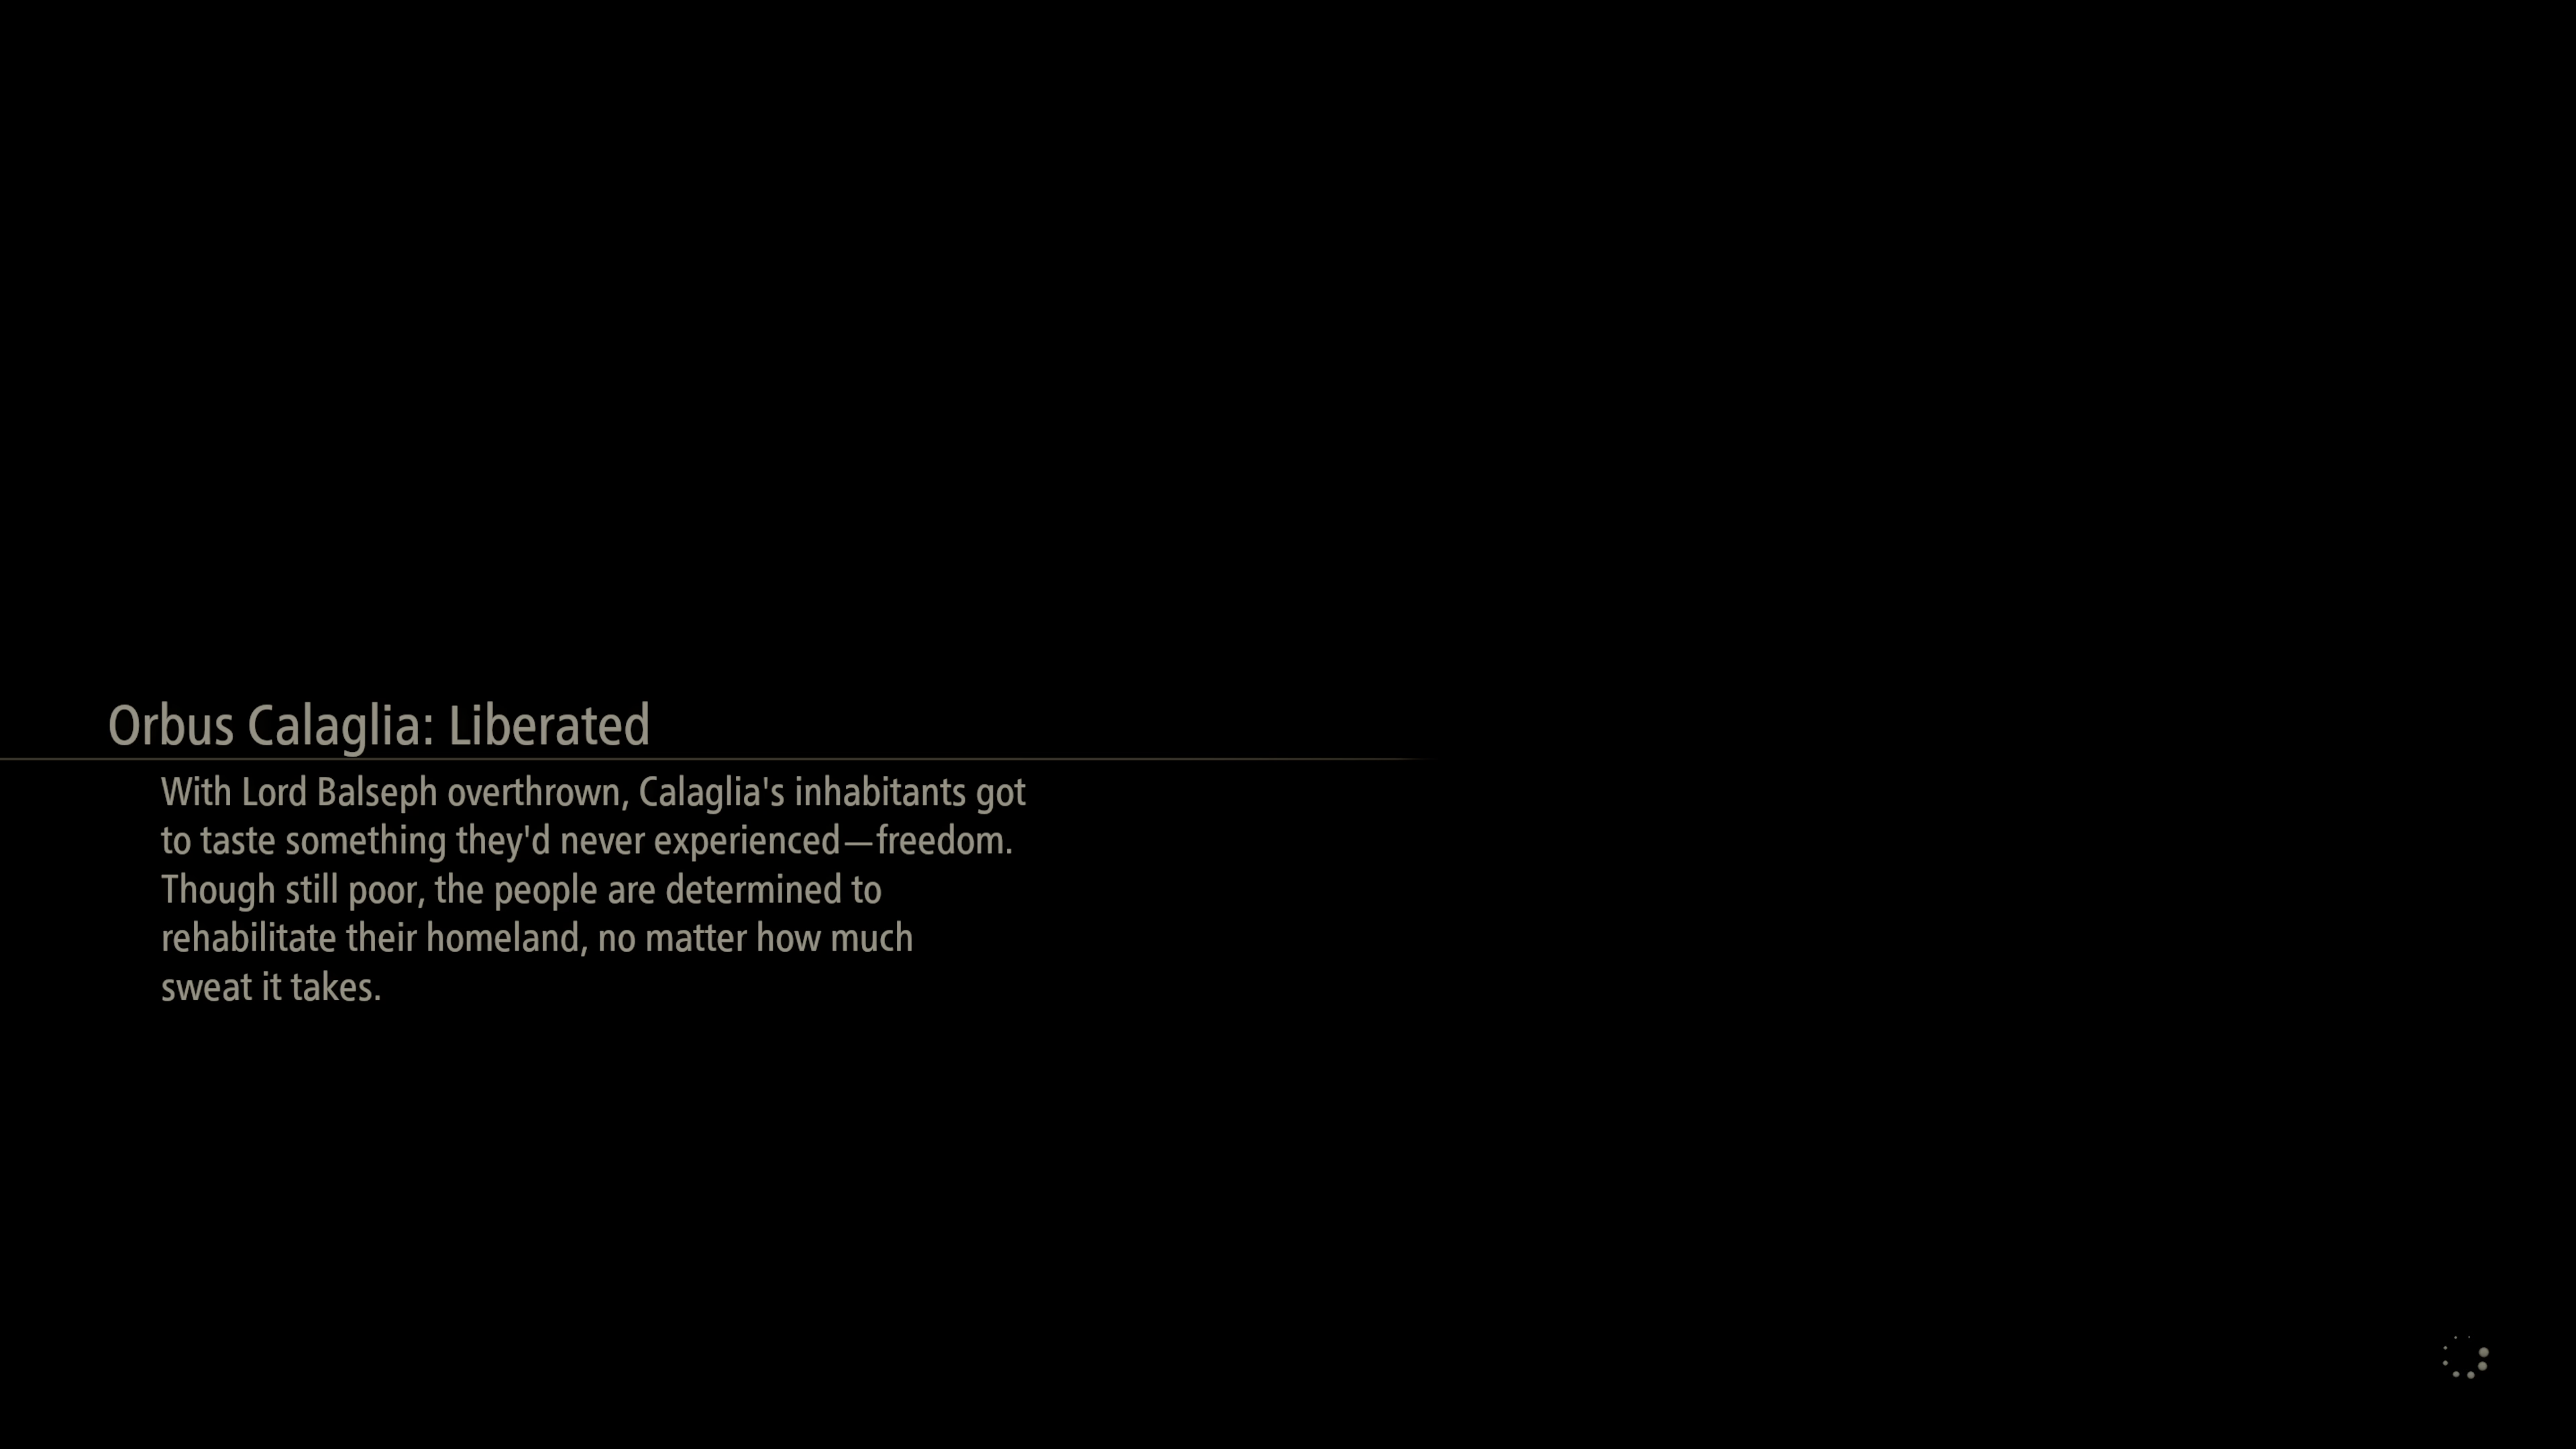 Orbus Calaglia: Liberated
With Lord Balseph overthrown, Calaglia's inhabitants got
to taste something they'd never experienced—freedom.
Though still poor, the people are determined to
rehabilitate their homeland, no matter how much
sweat it takes.